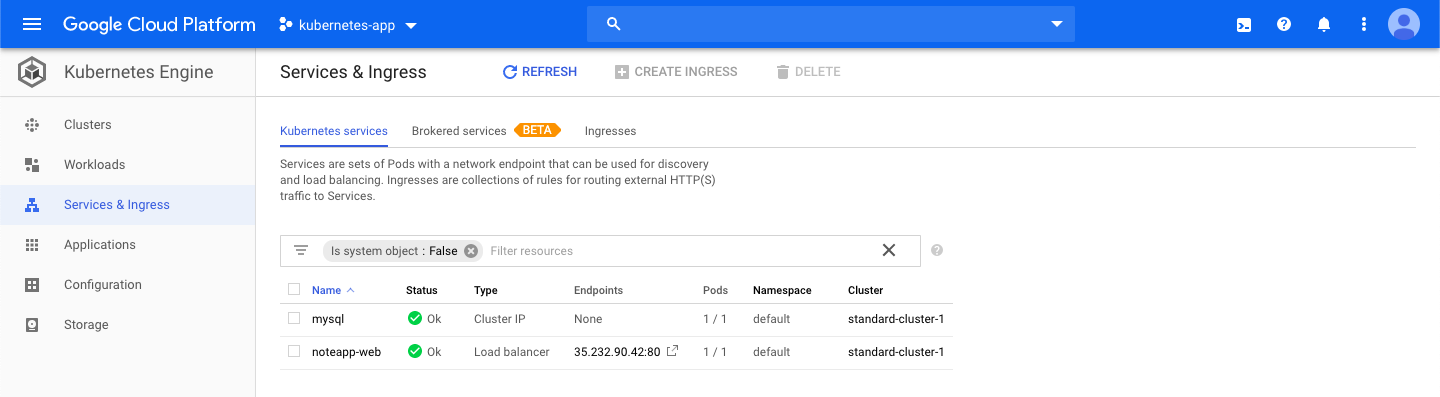 Google Cloud Platform kubernetes-app
Kubernetes Engine
Services & Ingress REFRESH CREATE INGRESS DELETE
Clusters
Workloads
Services & Ingress
Applications
Configuration
Storage
Kubernetes services Brokered services BETA Ingresses
Services are sets of Pods with a network endpoint that can be used for discovery
and load balancing. Ingresses are collections of rules for routing external HTTP(S)
traffic to Services.
Is system object : False Filter resources
Name Status Type Endpoints Pods Namespace Cluster
mysql Ok Cluster IP None 1 / 1 default standard-cluster-1
noteapp-web Ok Load balancer 35.232.90.42:80 1 / 1 default standard-cluster-1